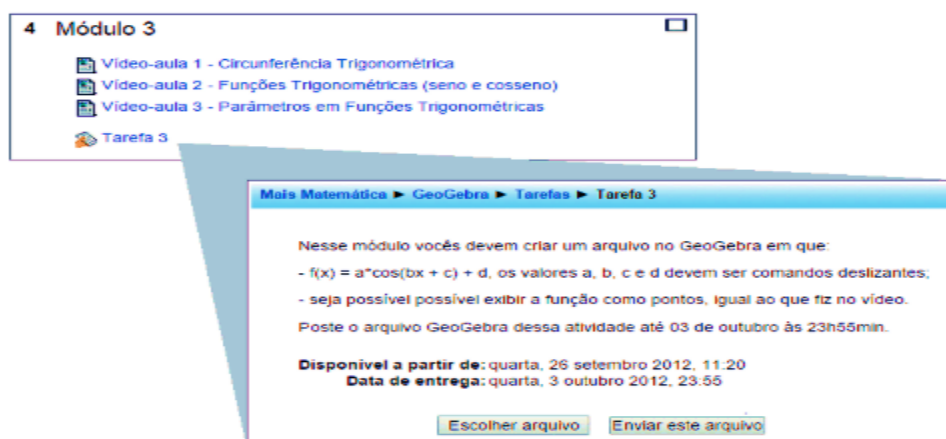 4 Módulo 3
Vídeo-aula 1 - Circunferência Trigonométrica
Vídeo-aula 2 - Funções Trigonométricas (seno e cosseno)
Vídeo-aula 3 - Parâmetros em Funções Trigonométricas
Tarefa 3
Mais Matemática ► GeoGebra ► Tarefas ► Tarefa 3
Nesse módulo vocês devem criar um arquivo no GeoGebra em que:
- f(x) = a*cos(bx + c) + d, os valores a, b, c e d devem ser comandos deslizantes;
- seja possível possível exibir a função como pontos, igual ao que fiz no vídeo.
Poste o arquivo GeoGebra dessa atividade até 03 de outubro às 23h55min.
Disponível a partir de: quarta, 26 setembro 2012, 11:20
Data de entrega: quarta, 3 outubro 2012, 23:55
Escolher arquivo Enviar este arquivo